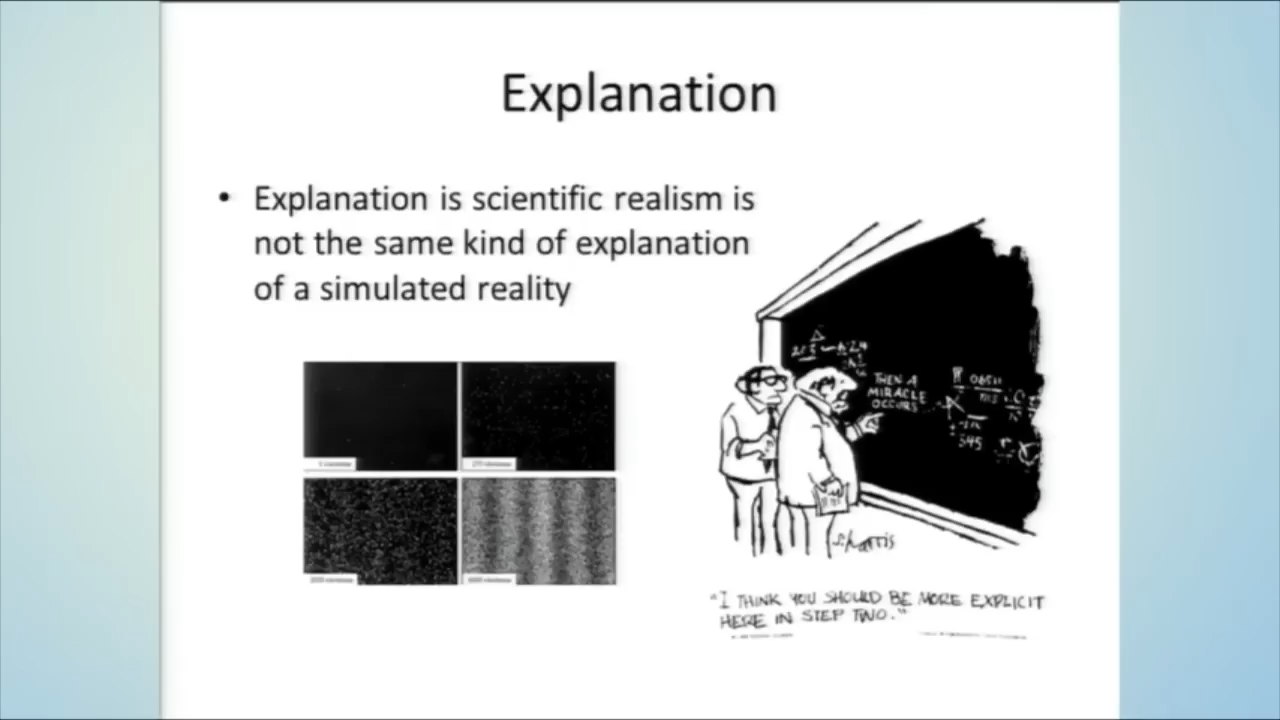 Explanation
• Explanation is scientific realism is
not the same kind of explanation
of a simulated reality
THEN A
MIRACLE
OCCURS
"I THINK YOU SHOULD BE MORE EXPLICIT
HERE IN STEP TWO."